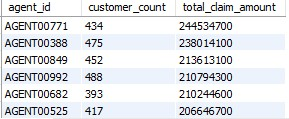 agent_id customer_count total_claim_amount
AGENT00771 434 244534700
AGENT00388 475 238014100
AGENT00849 452 213613100
AGENT00992 488 210794300
AGENT00682 393 210244600
AGENT00525 417 206646700